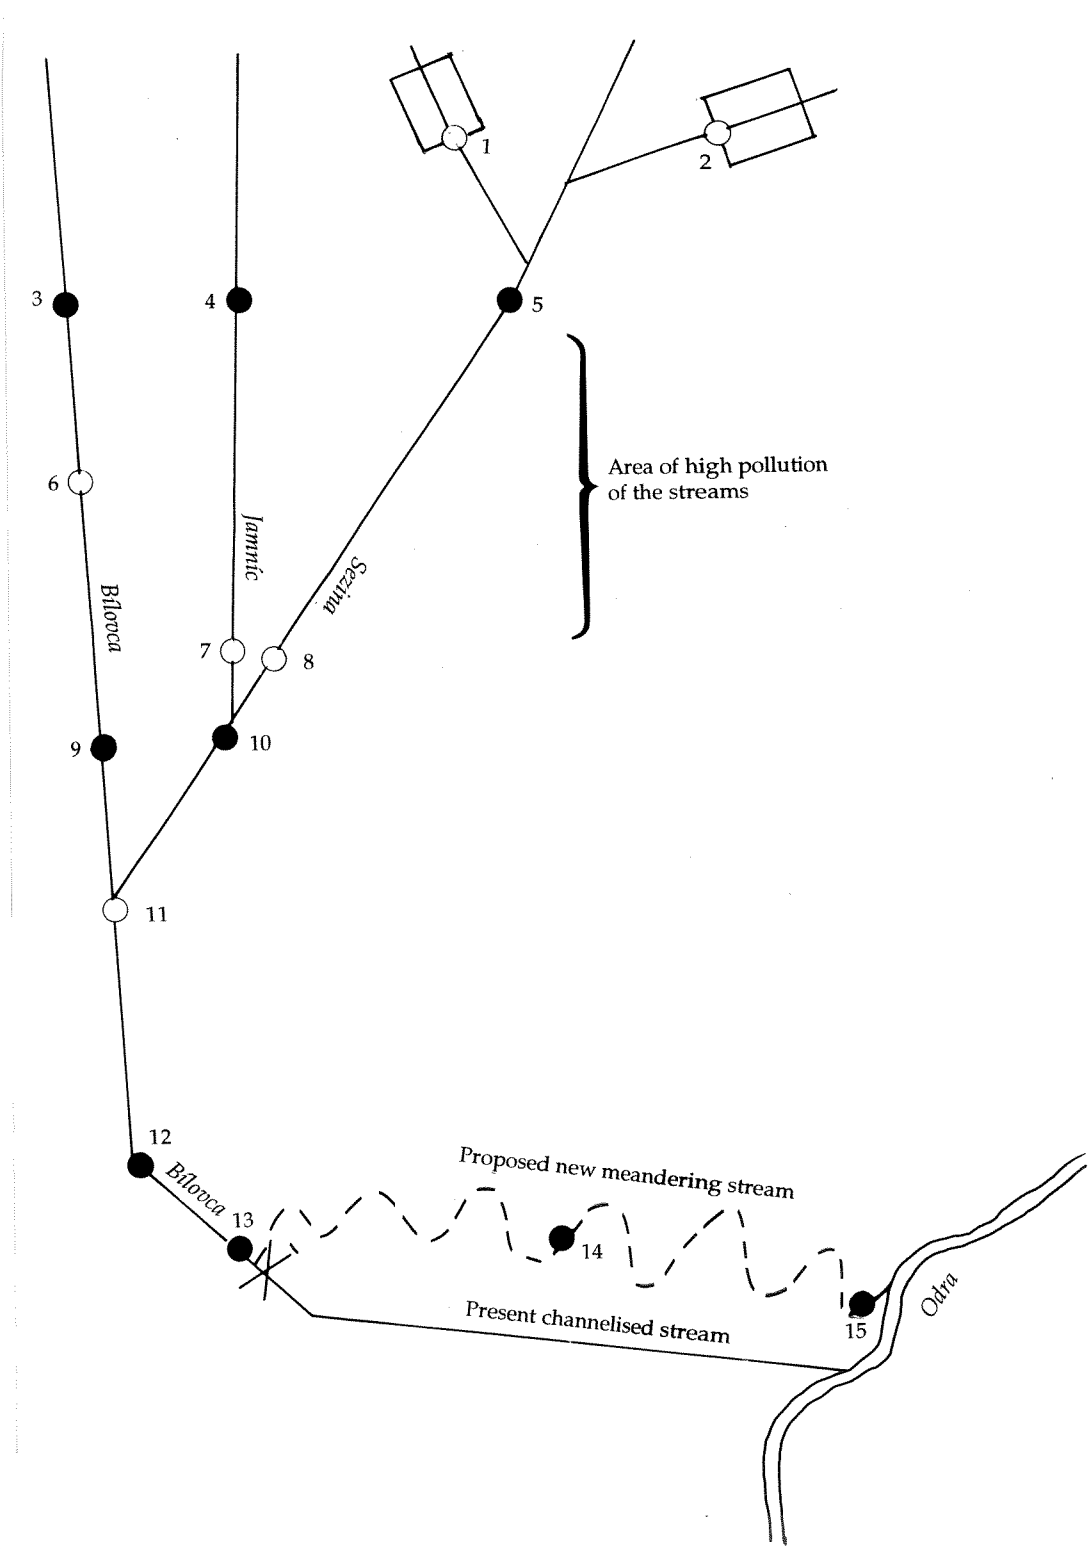 1
2
3
4
5
Area of high pollution
of the streams
6
Jamníc
Sezina
Bílovca
7
8
9
10
11
12
Bílovca
13
Proposed new meandering stream
14
Present channelised stream
15
Odra